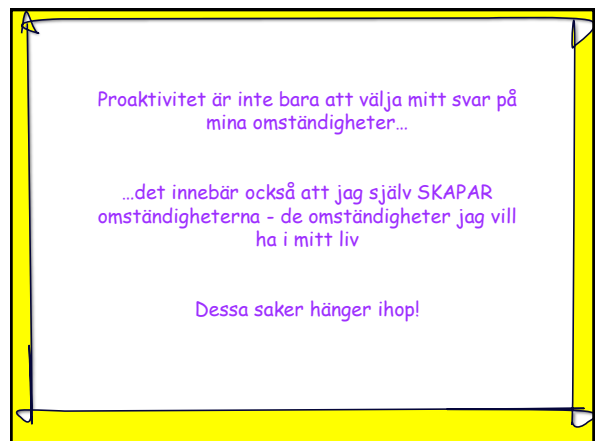 Proaktivitet är inte bara att välja mitt svar på
mina omständigheter…
…det innebär också att jag själv SKAPAR
omständigheterna - de omständigheter jag vill
ha i mitt liv
Dessa saker hänger ihop!